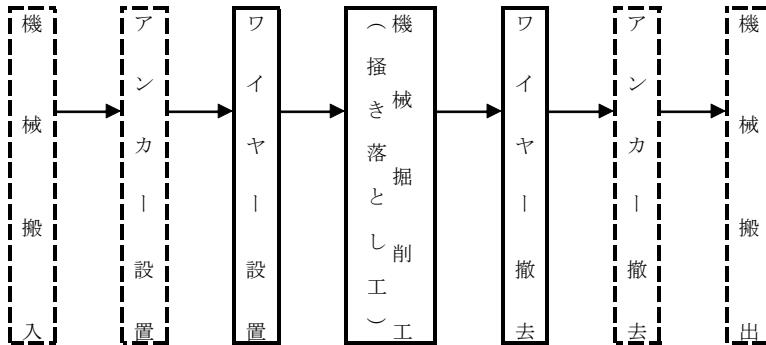 機械搬入
アンカー設置
ワイヤー設置
機械掘削工
（掻き落とし工）
ワイヤー撤去
アンカー撤去
機械搬出